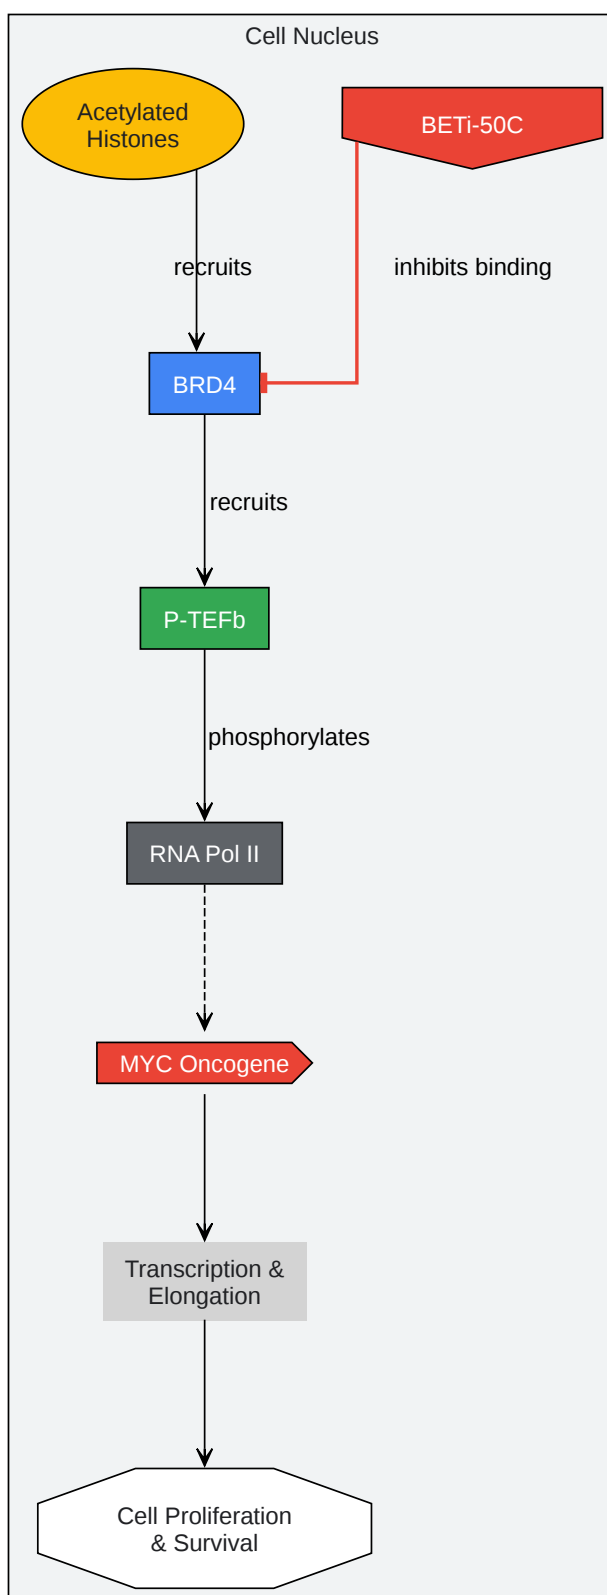 Cell Nucleus
Acetylated
Histones
BETi-50C
recruits
inhibits binding
BRD4
recruits
P-TEFb
phosphorylates
RNA Pol II
MYC Oncogene
Transcription &
Elongation
Cell Proliferation
& Survival